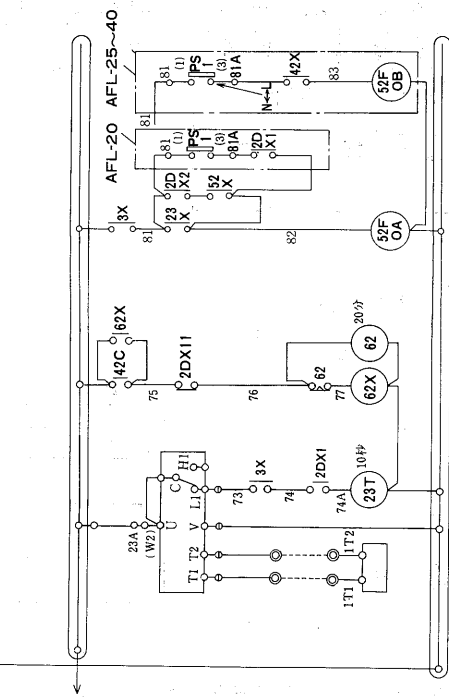 AFL-25～40
81
(1)
PS
1
(3)
81A
N↔L
42X
83
52F
OB
81
AFL-20
81
(1)
PS
1
(3)
81A
2D
X1
2D
X2
52
X
3X
81
23
X
82
52F
OA
62X
42C
75
2DX11
76
62
77
62X
62
20分
H1
C
L1
73
3X
74
2DX1
74A
23T
10秒
23A
(W2)
U
V
T2
T1
1T2
1T1